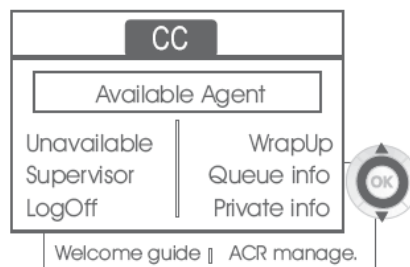 CC
Available Agent
Unavailable WrapUp
Supervisor Queue info
LogOff Private info
OK
Welcome guide ACR manage.